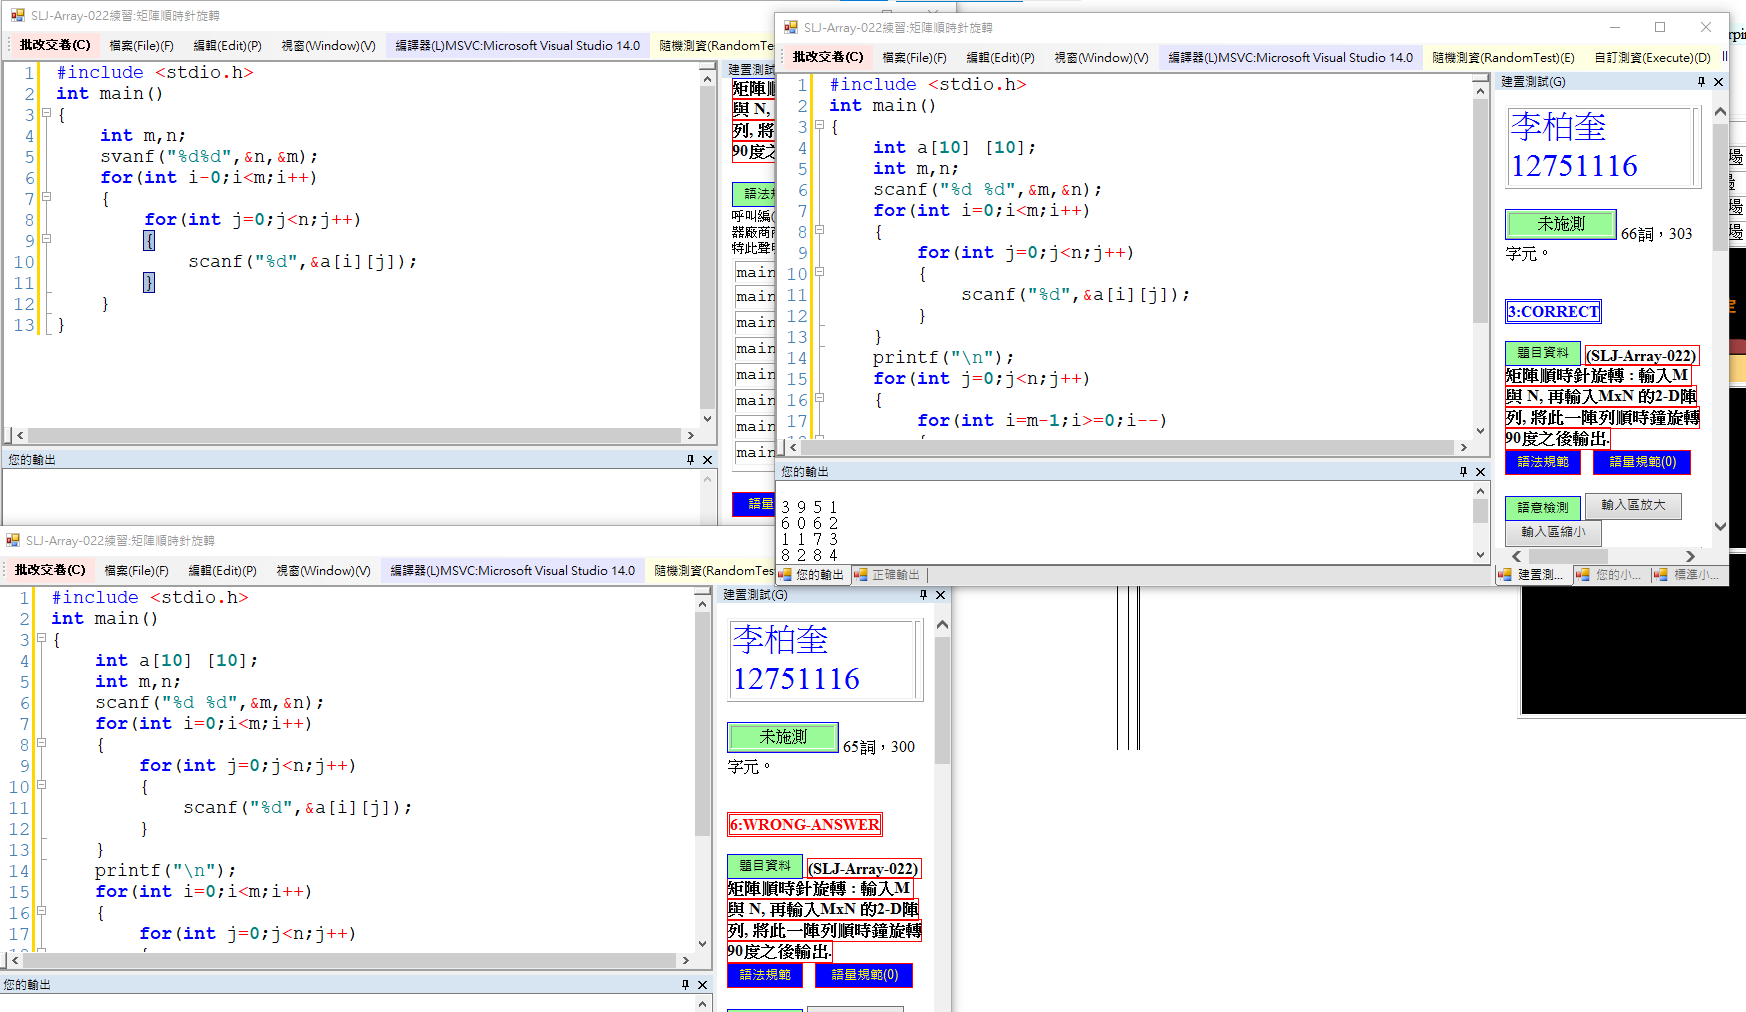 SLJ-Array-022練習:矩陣順時針旋轉
批改交卷(C) 檔案(File)(F) 編輯(Edit)(P) 視窗(Window)(V) 編譯器(L)MSVC:Microsoft Visual Studio 14.0 隨機測資(RandomTe
1 #include <stdio.h>
2 int main()
3 {
4 int m,n;
5 svanf("%d%d",&n,&m);
6 for(int i-0;i<m;i++)
7 {
8 for(int j=0;j<n;j++)
9 {
10 scanf("%d",&a[i][j]);
11 }
12 }
13 }
您的輸出
建置測試
矩陣順
與 N,
列, 將
90度之
語法規
呼叫編(
器廠商
特此聲
main
main
main
main
main
main
main
main
語量
SLJ-Array-022練習:矩陣順時針旋轉
批改交卷(C) 檔案(File)(F) 編輯(Edit)(P) 視窗(Window)(V) 編譯器(L)MSVC:Microsoft Visual Studio 14.0 隨機測資(RandomTest)(E) 自訂測資(Execute)(D)
1 #include <stdio.h>
2 int main()
3 {
4 int a[10] [10];
5 int m,n;
6 scanf("%d %d",&m,&n);
7 for(int i=0;i<m;i++)
8 {
9 for(int j=0;j<n;j++)
10 {
11 scanf("%d",&a[i][j]);
12 }
13 }
14 printf("\n");
15 for(int j=0;j<n;j++)
16 {
17 for(int i=m-1;i>=0;i--)
您的輸出
3 9 5 1
6 0 6 2
1 1 7 3
8 2 8 4
您的輸出 正確輸出
建置測試(G)
李柏奎
12751116
未施測 66詞，303
字元。
3:CORRECT
題目資料 (SLJ-Array-022)
矩陣順時針旋轉 : 輸入M
與 N, 再輸入MxN 的2-D陣
列, 將此一陣列順時鐘旋轉
90度之後輸出.
語法規範 語量規範(0)
語意檢測 輸入區放大
輸入區縮小
建置測... 您的小... 標準小...
SLJ-Array-022練習:矩陣順時針旋轉
批改交卷(C) 檔案(File)(F) 編輯(Edit)(P) 視窗(Window)(V) 編譯器(L)MSVC:Microsoft Visual Studio 14.0 隨機測資(RandomTes
1 #include <stdio.h>
2 int main()
3 {
4 int a[10] [10];
5 int m,n;
6 scanf("%d %d",&m,&n);
7 for(int i=0;i<m;i++)
8 {
9 for(int j=0;j<n;j++)
10 {
11 scanf("%d",&a[i][j]);
12 }
13 }
14 printf("\n");
15 for(int i=0;i<m;i++)
16 {
17 for(int j=0;j<n;j++)
您的輸出
建置測試(G)
李柏奎
12751116
未施測 65詞，300
字元。
6:WRONG-ANSWER
題目資料 (SLJ-Array-022)
矩陣順時針旋轉 : 輸入M
與 N, 再輸入MxN 的2-D陣
列, 將此一陣列順時鐘旋轉
90度之後輸出.
語法規範 語量規範(0)